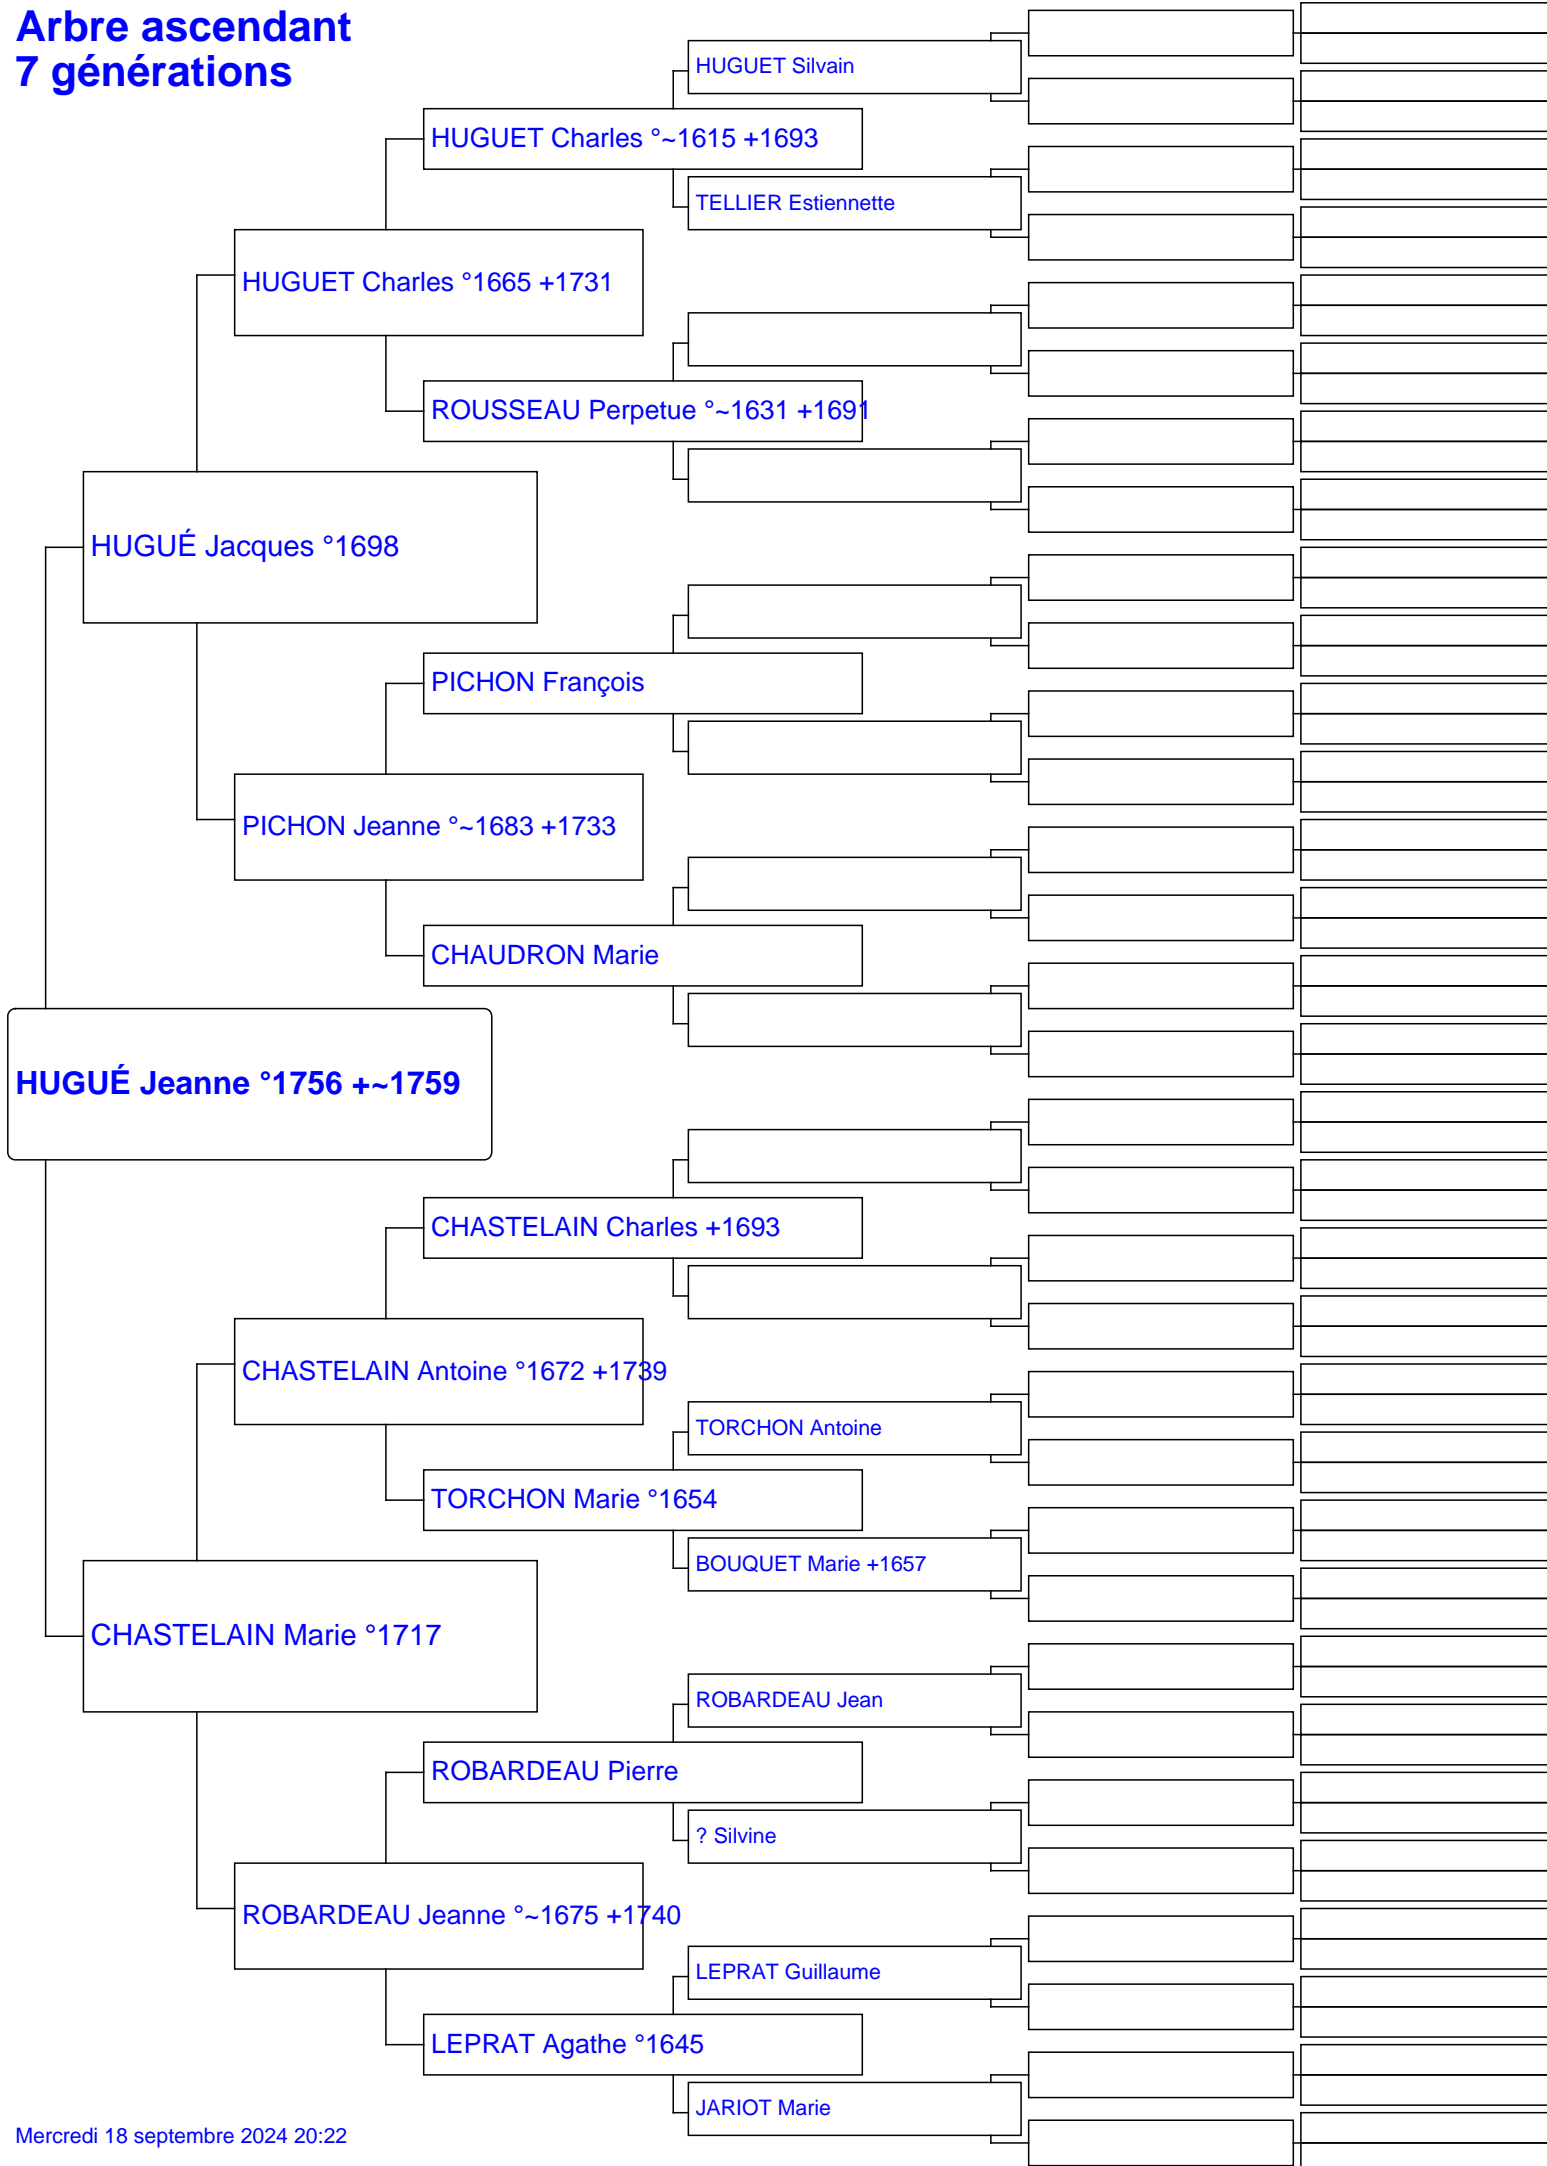 Arbre ascendant
7 générations
HUGUET Silvain
HUGUET Charles °~1615 +1693
TELLIER Estiennette
HUGUET Charles °1665 +1731
ROUSSEAU Perpetue °~1631 +1691
HUGUÉ Jacques °1698
PICHON François
PICHON Jeanne °~1683 +1733
CHAUDRON Marie
HUGUÉ Jeanne °1756 +~1759
CHASTELAIN Charles +1693
CHASTELAIN Antoine °1672 +1739
TORCHON Antoine
TORCHON Marie °1654
BOUQUET Marie +1657
CHASTELAIN Marie °1717
ROBARDEAU Jean
ROBARDEAU Pierre
? Silvine
ROBARDEAU Jeanne °~1675 +1740
LEPRAT Guillaume
LEPRAT Agathe °1645
JARIOT Marie
Mercredi 18 septembre 2024 20:22